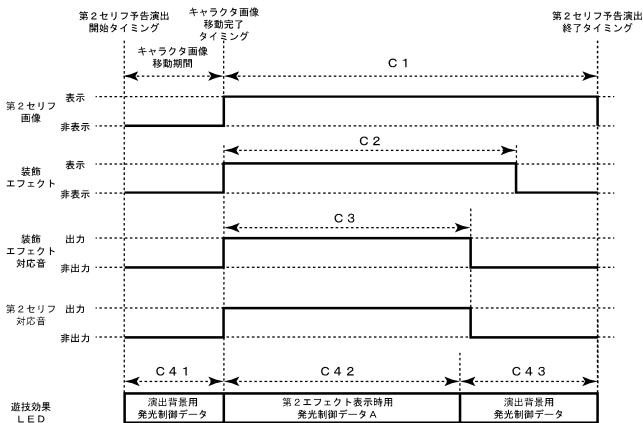 第２セリフ予告演出
開始タイミング
キャラクタ画像
移動完了
タイミング
第２セリフ予告演出
終了タイミング
キャラクタ画像
移動期間
Ｃ１
第２セリフ
画像
表示
非表示
Ｃ２
装飾
エフェクト
表示
非表示
Ｃ３
装飾
エフェクト
対応音
出力
非出力
第２セリフ
対応音
出力
非出力
Ｃ４１
Ｃ４２
Ｃ４３
遊技効果
ＬＥＤ
演出背景用
発光制御データ
第２エフェクト表示時用
発光制御データＡ
演出背景用
発光制御データ